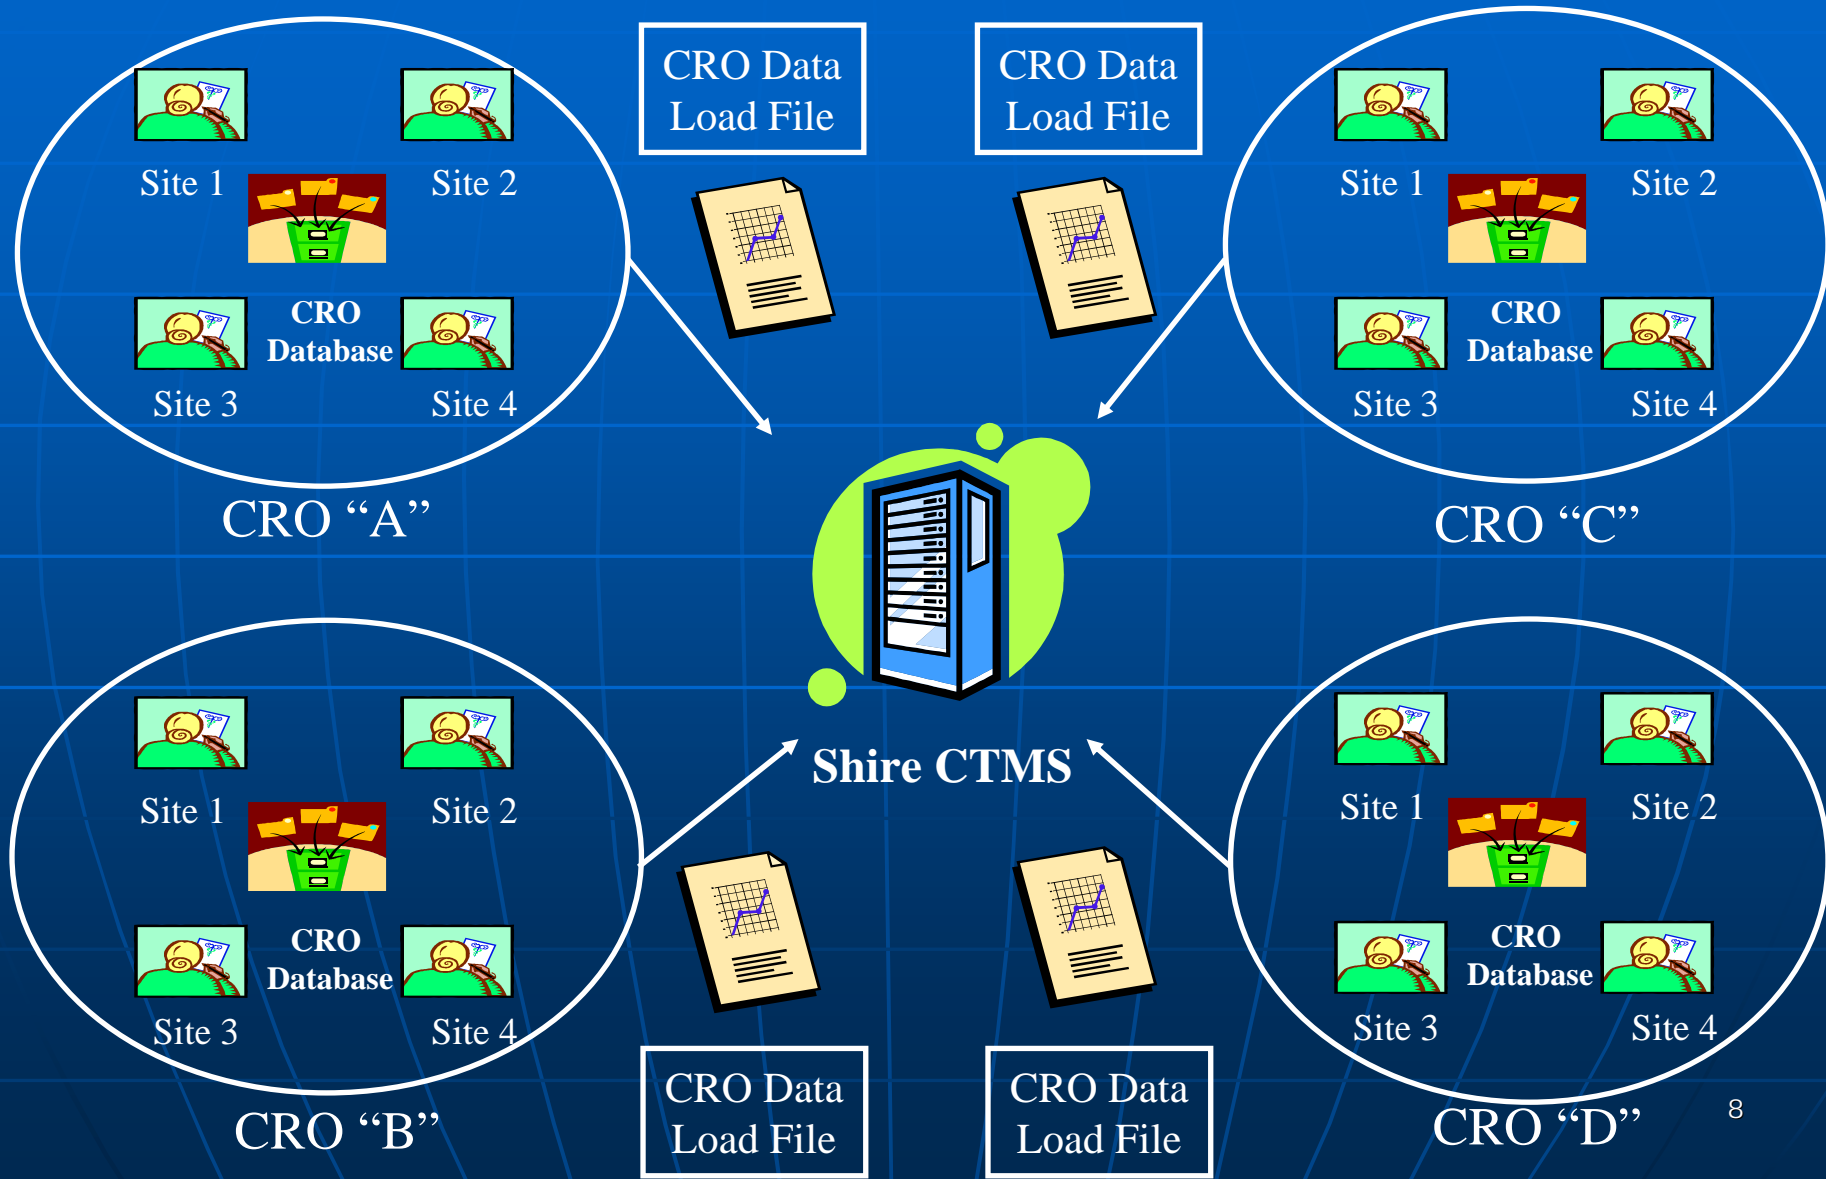 CRO Data
Load File
CRO Data
Load File
Site 1
Site 2
CRO
Database
Site 3
Site 4
CRO “A”
Site 1
Site 2
CRO
Database
Site 3
Site 4
CRO “C”
Shire CTMS
Site 1
Site 2
CRO
Database
Site 3
Site 4
CRO “B”
Site 1
Site 2
CRO
Database
Site 3
Site 4
CRO “D”
CRO Data
Load File
CRO Data
Load File
8